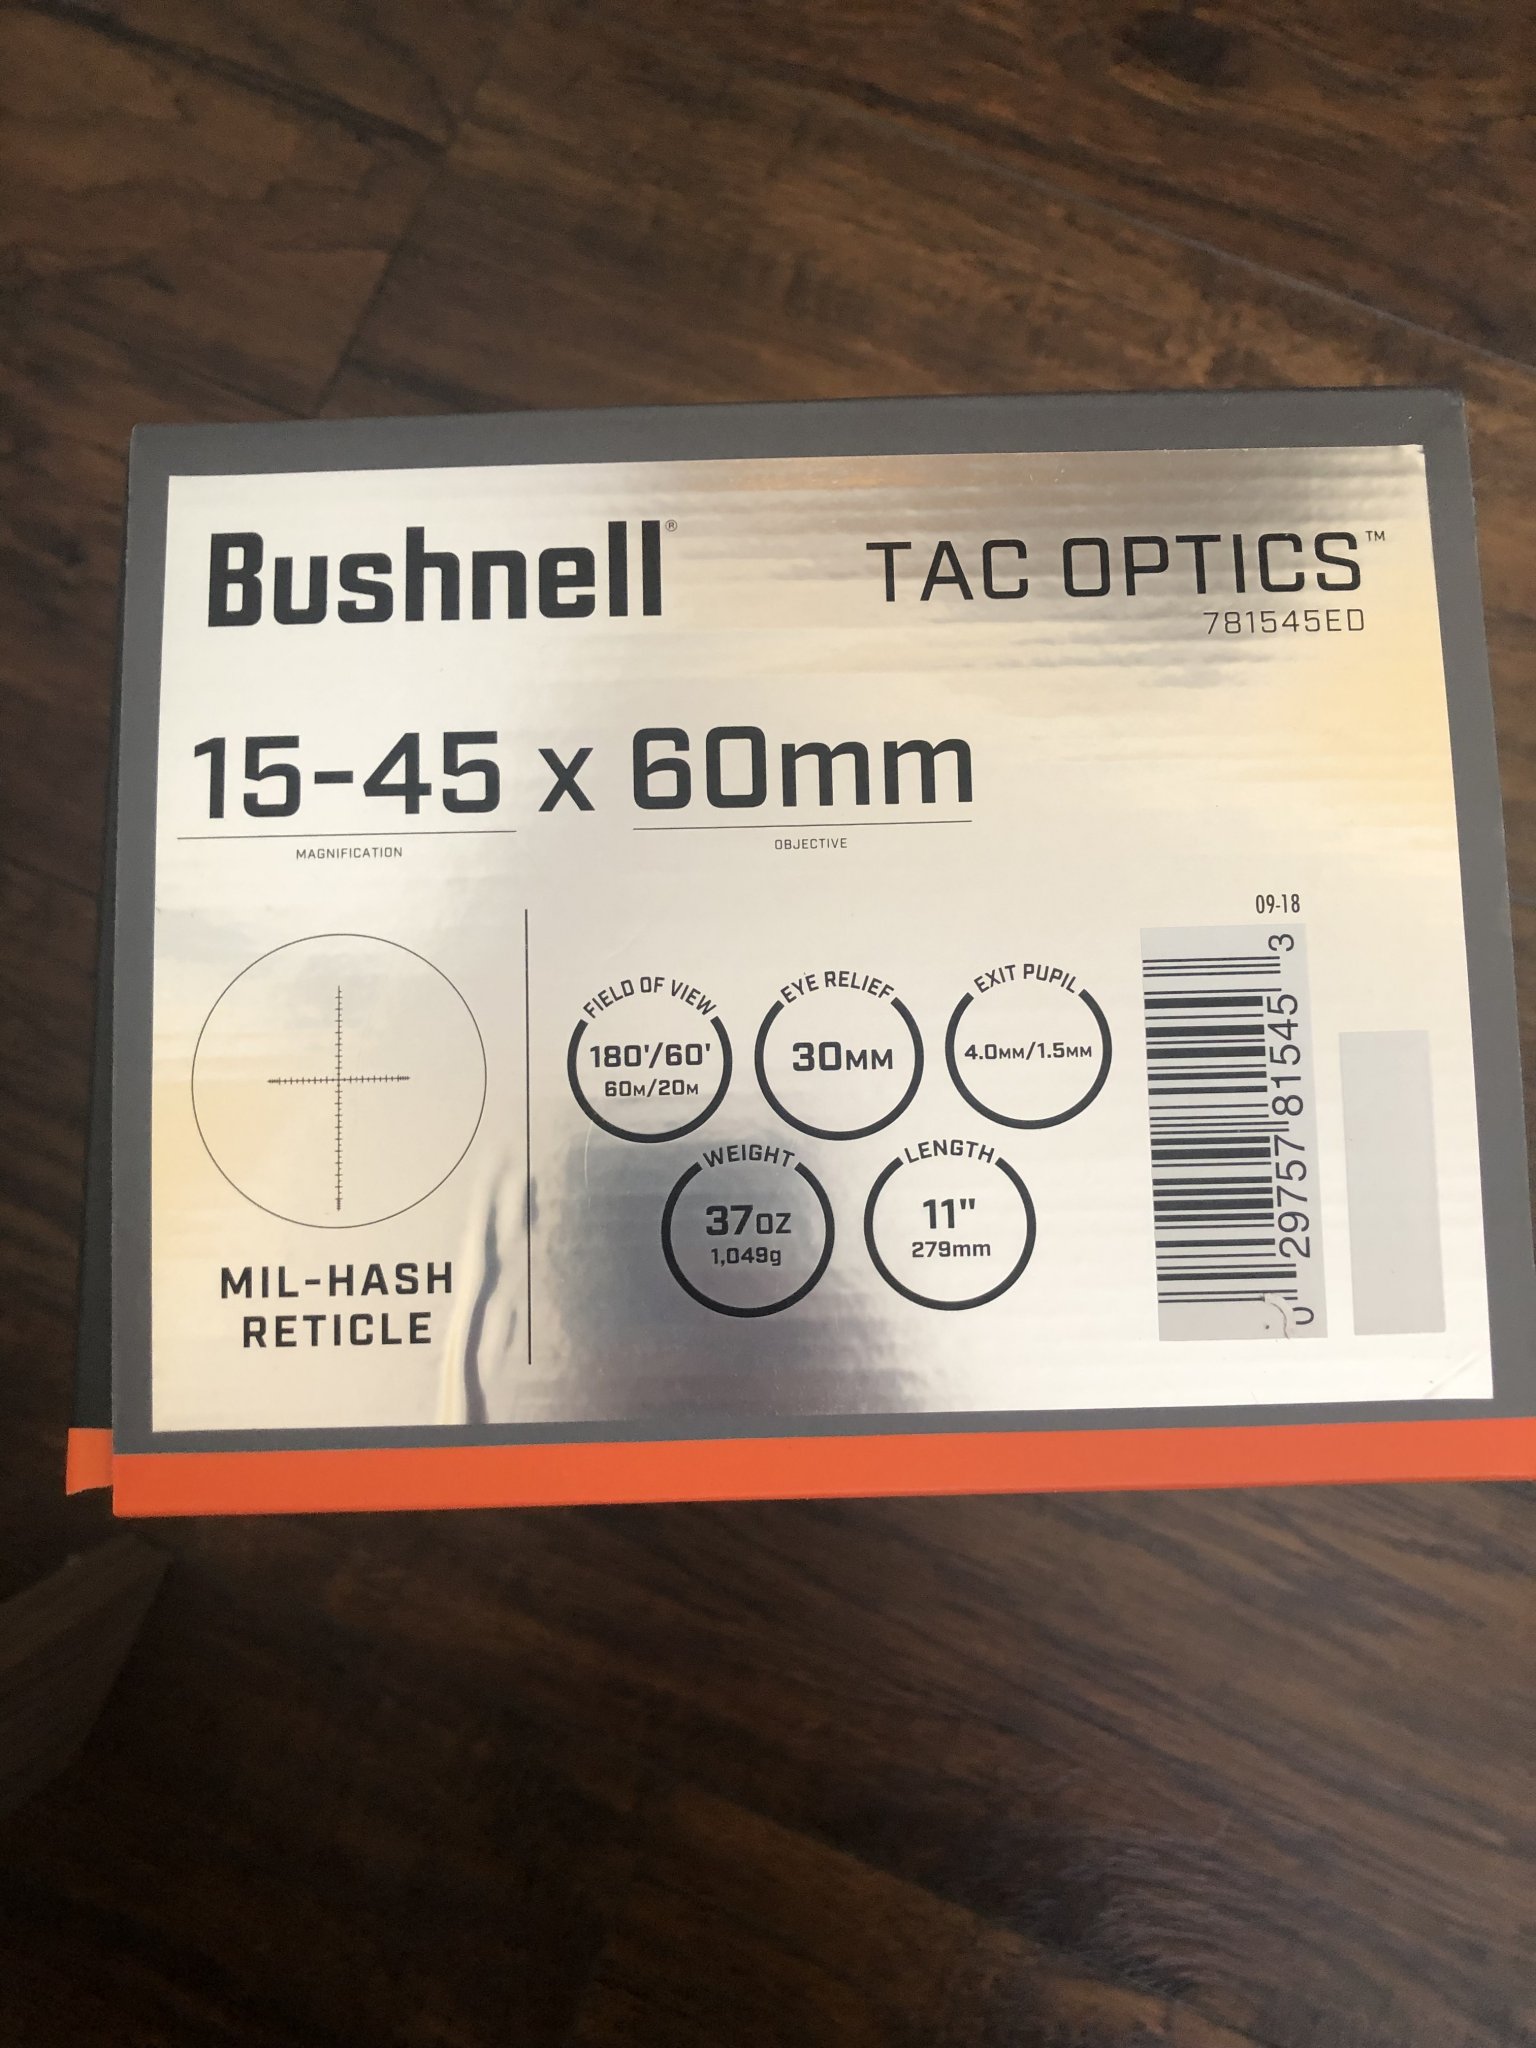 Bushnell®
TAC OPTICS™
781545ED
15-45 x 60mm
MAGNIFICATION
OBJECTIVE
MIL-HASH
RETICLE
FIELD OF VIEW
180'/60'
60M/20M
EYE RELIEF
30MM
EXIT PUPIL
4.0MM/1.5MM
WEIGHT
37OZ
1,049g
LENGTH
11"
279mm
09-18
0 29757 81545 3